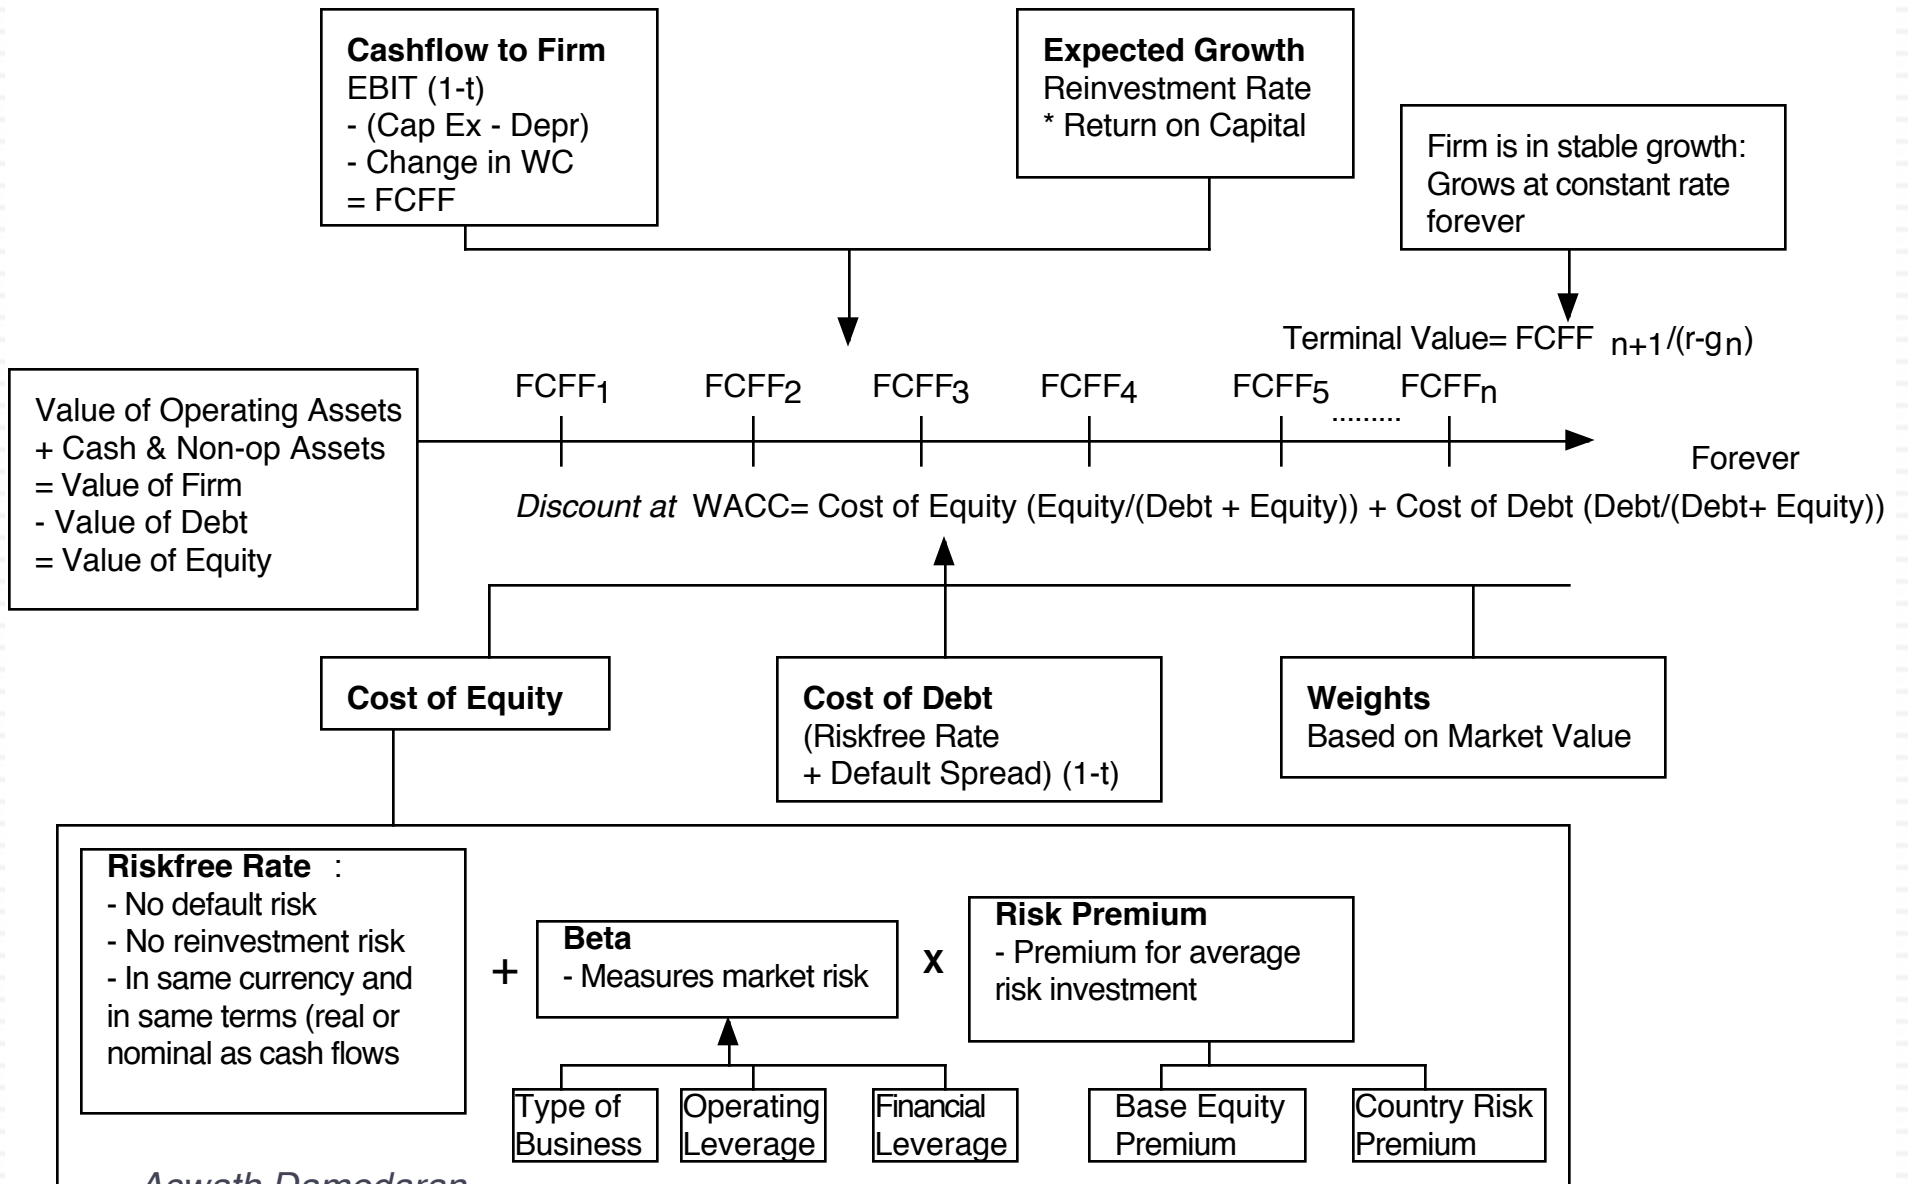 Cashflow to Firm
EBIT (1-t)
- (Cap Ex - Depr)
- Change in WC
= FCFF
Expected Growth
Reinvestment Rate
* Return on Capital
Firm is in stable growth:
Grows at constant rate
forever
Terminal Value= FCFF n+1/(r-gn)
FCFF1 FCFF2 FCFF3 FCFF4 FCFF5 ......... FCFFn
Forever
Value of Operating Assets
+ Cash & Non-op Assets
= Value of Firm
- Value of Debt
= Value of Equity
Discount at WACC= Cost of Equity (Equity/(Debt + Equity)) + Cost of Debt (Debt/(Debt+ Equity))
Cost of Equity
Cost of Debt
(Riskfree Rate
+ Default Spread) (1-t)
Weights
Based on Market Value
Riskfree Rate :
- No default risk
- No reinvestment risk
- In same currency and
in same terms (real or
nominal as cash flows
+
Beta
- Measures market risk
X
Risk Premium
- Premium for average
risk investment
Type of
Business
Operating
Leverage
Financial
Leverage
Base Equity
Premium
Country Risk
Premium
Aswath Damodaran